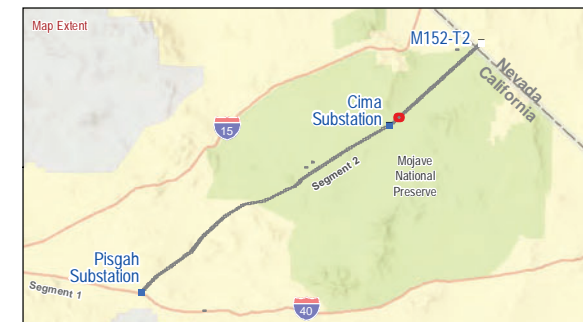 Map Extent
M152-T2
Nevada
California
Cima
Substation
15
Mojave
National
Preserve
Segment 2
Pisgah
Substation
Segment 1
40